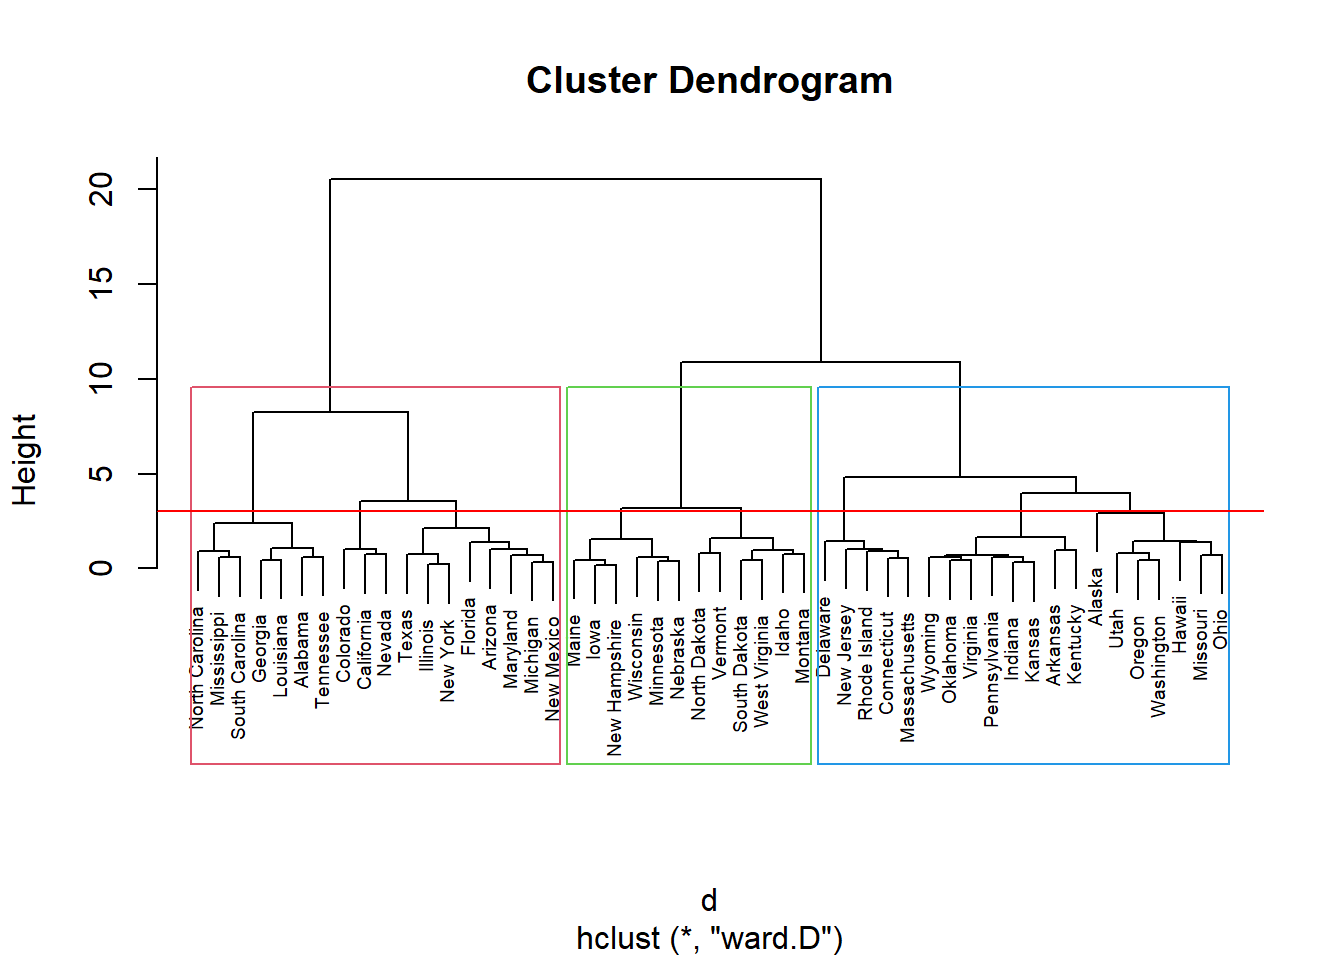 Cluster Dendrogram
Height
20
15
10
5
0
North Carolina
Mississippi
South Carolina
Georgia
Louisiana
Alabama
Tennessee
Colorado
California
Nevada
Texas
Illinois
New York
Florida
Arizona
Maryland
Michigan
New Mexico
Maine
Iowa
New Hampshire
Wisconsin
Minnesota
Nebraska
North Dakota
Vermont
South Dakota
West Virginia
Idaho
Montana
Delaware
New Jersey
Rhode Island
Connecticut
Massachusetts
Wyoming
Oklahoma
Virginia
Pennsylvania
Indiana
Kansas
Arkansas
Kentucky
Alaska
Utah
Oregon
Washington
Hawaii
Missouri
Ohio
d
hclust (*, "ward.D")